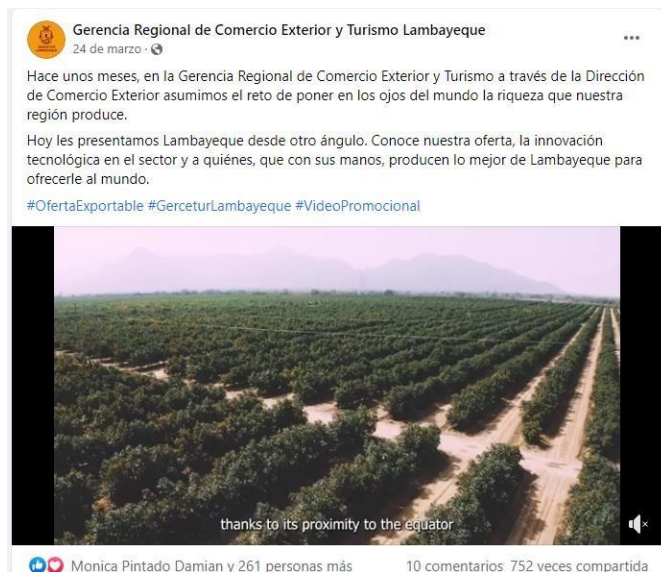 Gerencia Regional de Comercio Exterior y Turismo Lambayeque
24 de marzo ·
Hace unos meses, en la Gerencia Regional de Comercio Exterior y Turismo a través de la Dirección
de Comercio Exterior asumimos el reto de poner en los ojos del mundo la riqueza que nuestra
región produce.
Hoy les presentamos Lambayeque desde otro ángulo. Conoce nuestra oferta, la innovación
tecnológica en el sector y a quiénes, que con sus manos, producen lo mejor de Lambayeque para
ofrecerle al mundo.
#OfertaExportable #GerceturLambayeque #VideoPromocional
thanks to its proximity to the equator
Monica Pintado Damian y 261 personas más 10 comentarios 752 veces compartida